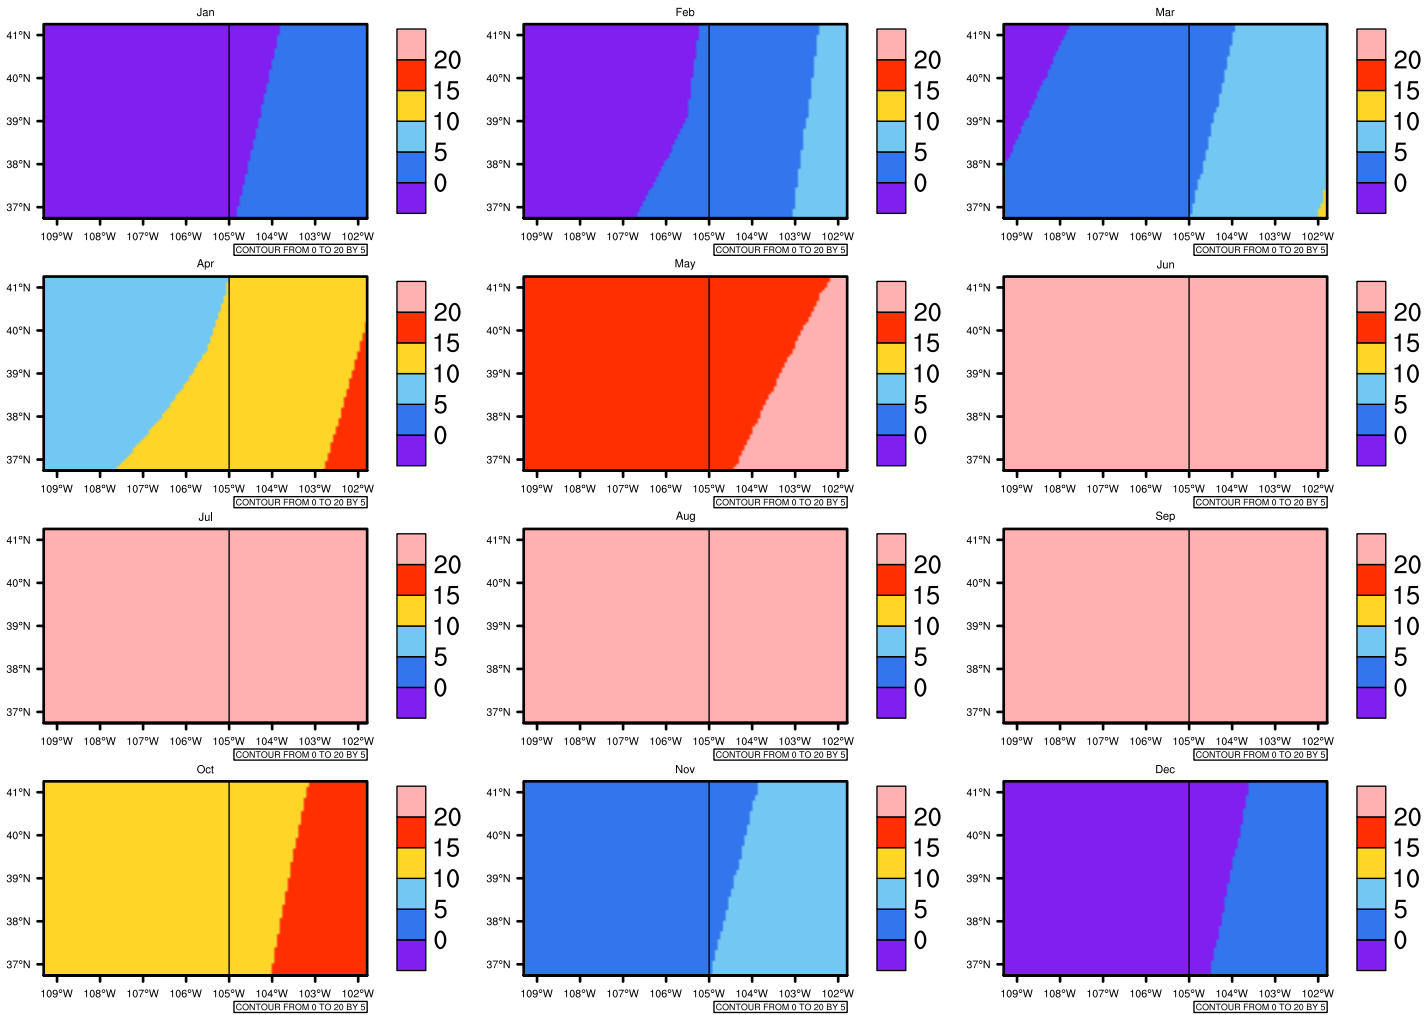 Jan Feb Mar
41°N 20 41°N 20 41°N 20
40°N 15 40°N 15 40°N 15
39°N 10 39°N 10 39°N 10
38°N 5 38°N 5 38°N 5
37°N 0 37°N 0 37°N 0
109°W 108°W 107°W 106°W 105°W 104°W 103°W 102°W 109°W 108°W 107°W 106°W 105°W 104°W 103°W 102°W 109°W 108°W 107°W 106°W 105°W 104°W 103°W 102°W
CONTOUR FROM 0 TO 20 BY 5 CONTOUR FROM 0 TO 20 BY 5 CONTOUR FROM 0 TO 20 BY 5
Apr May Jun
41°N 20 41°N 20 41°N 20
40°N 15 40°N 15 40°N 15
39°N 10 39°N 10 39°N 10
38°N 5 38°N 5 38°N 5
37°N 0 37°N 0 37°N 0
109°W 108°W 107°W 106°W 105°W 104°W 103°W 102°W 109°W 108°W 107°W 106°W 105°W 104°W 103°W 102°W 109°W 108°W 107°W 106°W 105°W 104°W 103°W 102°W
CONTOUR FROM 0 TO 20 BY 5 CONTOUR FROM 0 TO 20 BY 5 CONTOUR FROM 0 TO 20 BY 5
Jul Aug Sep
41°N 20 41°N 20 41°N 20
40°N 15 40°N 15 40°N 15
39°N 10 39°N 10 39°N 10
38°N 5 38°N 5 38°N 5
37°N 0 37°N 0 37°N 0
109°W 108°W 107°W 106°W 105°W 104°W 103°W 102°W 109°W 108°W 107°W 106°W 105°W 104°W 103°W 102°W 109°W 108°W 107°W 106°W 105°W 104°W 103°W 102°W
CONTOUR FROM 0 TO 20 BY 5 CONTOUR FROM 0 TO 20 BY 5 CONTOUR FROM 0 TO 20 BY 5
Oct Nov Dec
41°N 20 41°N 20 41°N 20
40°N 15 40°N 15 40°N 15
39°N 10 39°N 10 39°N 10
38°N 5 38°N 5 38°N 5
37°N 0 37°N 0 37°N 0
109°W 108°W 107°W 106°W 105°W 104°W 103°W 102°W 109°W 108°W 107°W 106°W 105°W 104°W 103°W 102°W 109°W 108°W 107°W 106°W 105°W 104°W 103°W 102°W
CONTOUR FROM 0 TO 20 BY 5 CONTOUR FROM 0 TO 20 BY 5 CONTOUR FROM 0 TO 20 BY 5